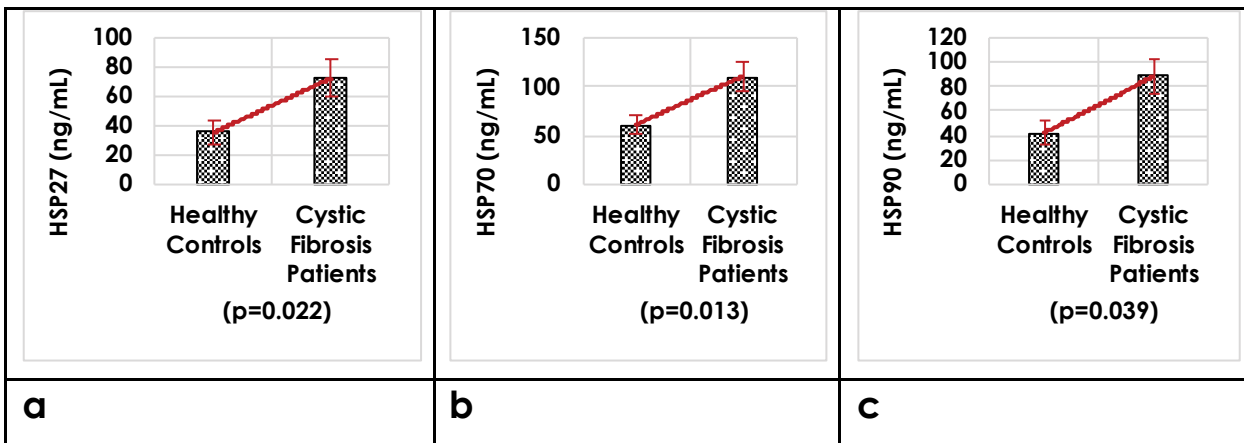 HSP27 (ng/mL)
100
80
60
40
20
0
Healthy Controls
Cystic Fibrosis Patients
(p=0.022)
HSP70 (ng/mL)
150
100
50
0
Healthy Controls
Cystic Fibrosis Patients
(p=0.013)
HSP90 (ng/mL)
120
100
80
60
40
20
0
Healthy Controls
Cystic Fibrosis Patients
(p=0.039)
a
b
c